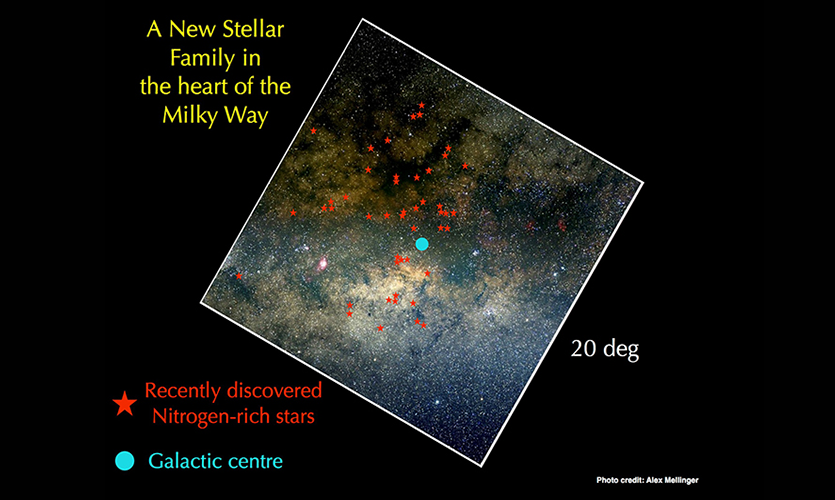 A New Stellar
Family in
the heart of the
Milky Way
20 deg
Recently discovered
Nitrogen-rich stars
Galactic centre
Photo credit: Alex Mellinger